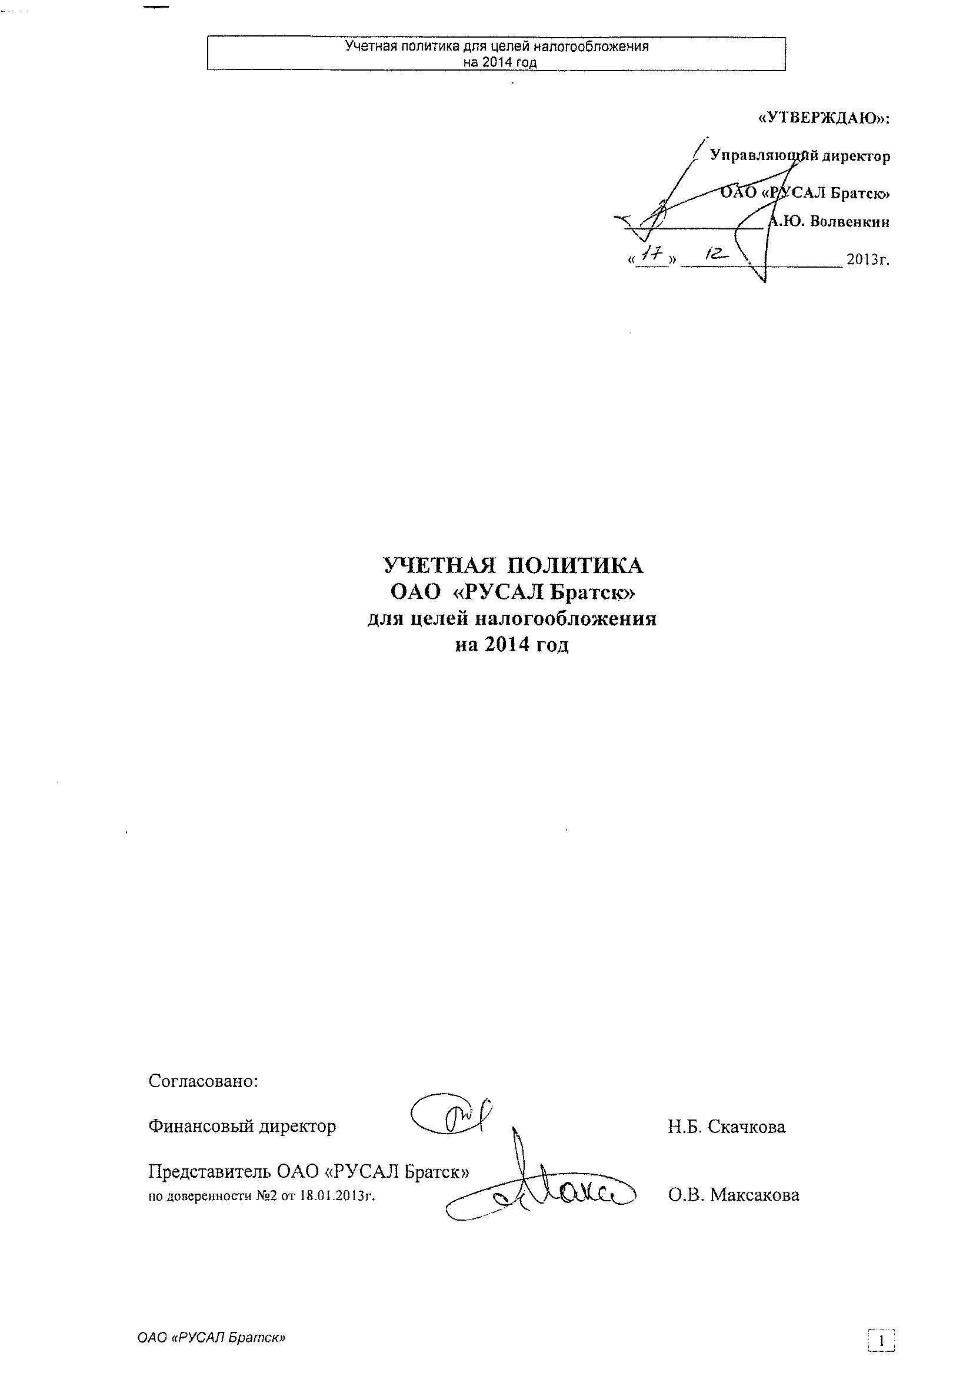 Учетная политика для целей налогообложения
на 2014 год
«УТВЕРЖДАЮ»:
Управляющий директор
ОАО «РУСАЛ Братск»
А.Ю. Волвенкин
«17» 12 2013г.
УЧЕТНАЯ ПОЛИТИКА
ОАО «РУСАЛ Братск»
для целей налогообложения
на 2014 год
Согласовано:
Финансовый директор Н.Б. Скачкова
Представитель ОАО «РУСАЛ Братск»
по доверенности №2 от 18.01.2013г. О.В. Максакова
ОАО «РУСАЛ Братск» 1